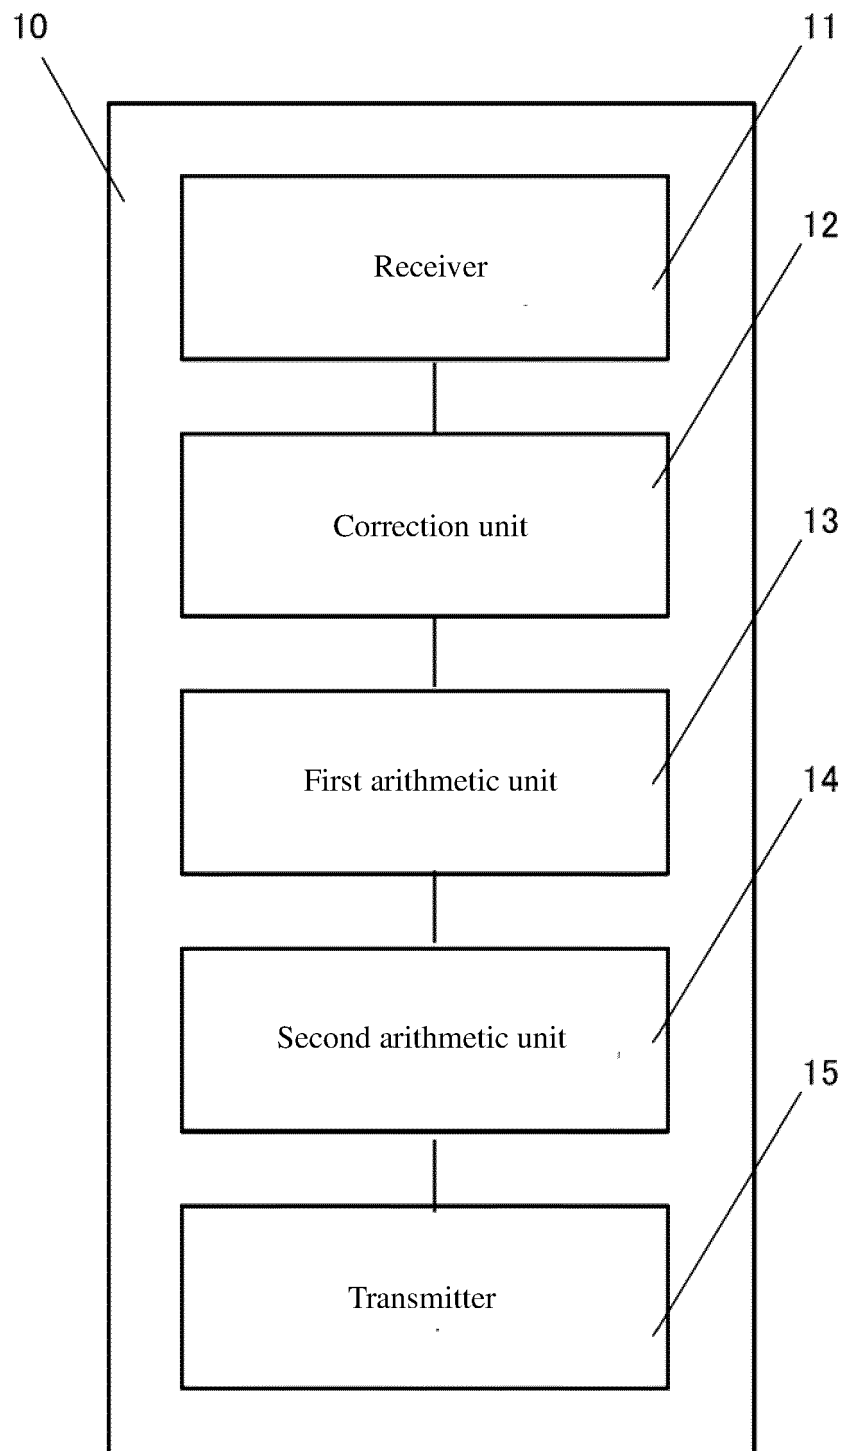 10
11
Receiver
12
Correction unit
13
First arithmetic unit
14
Second arithmetic unit
15
Transmitter